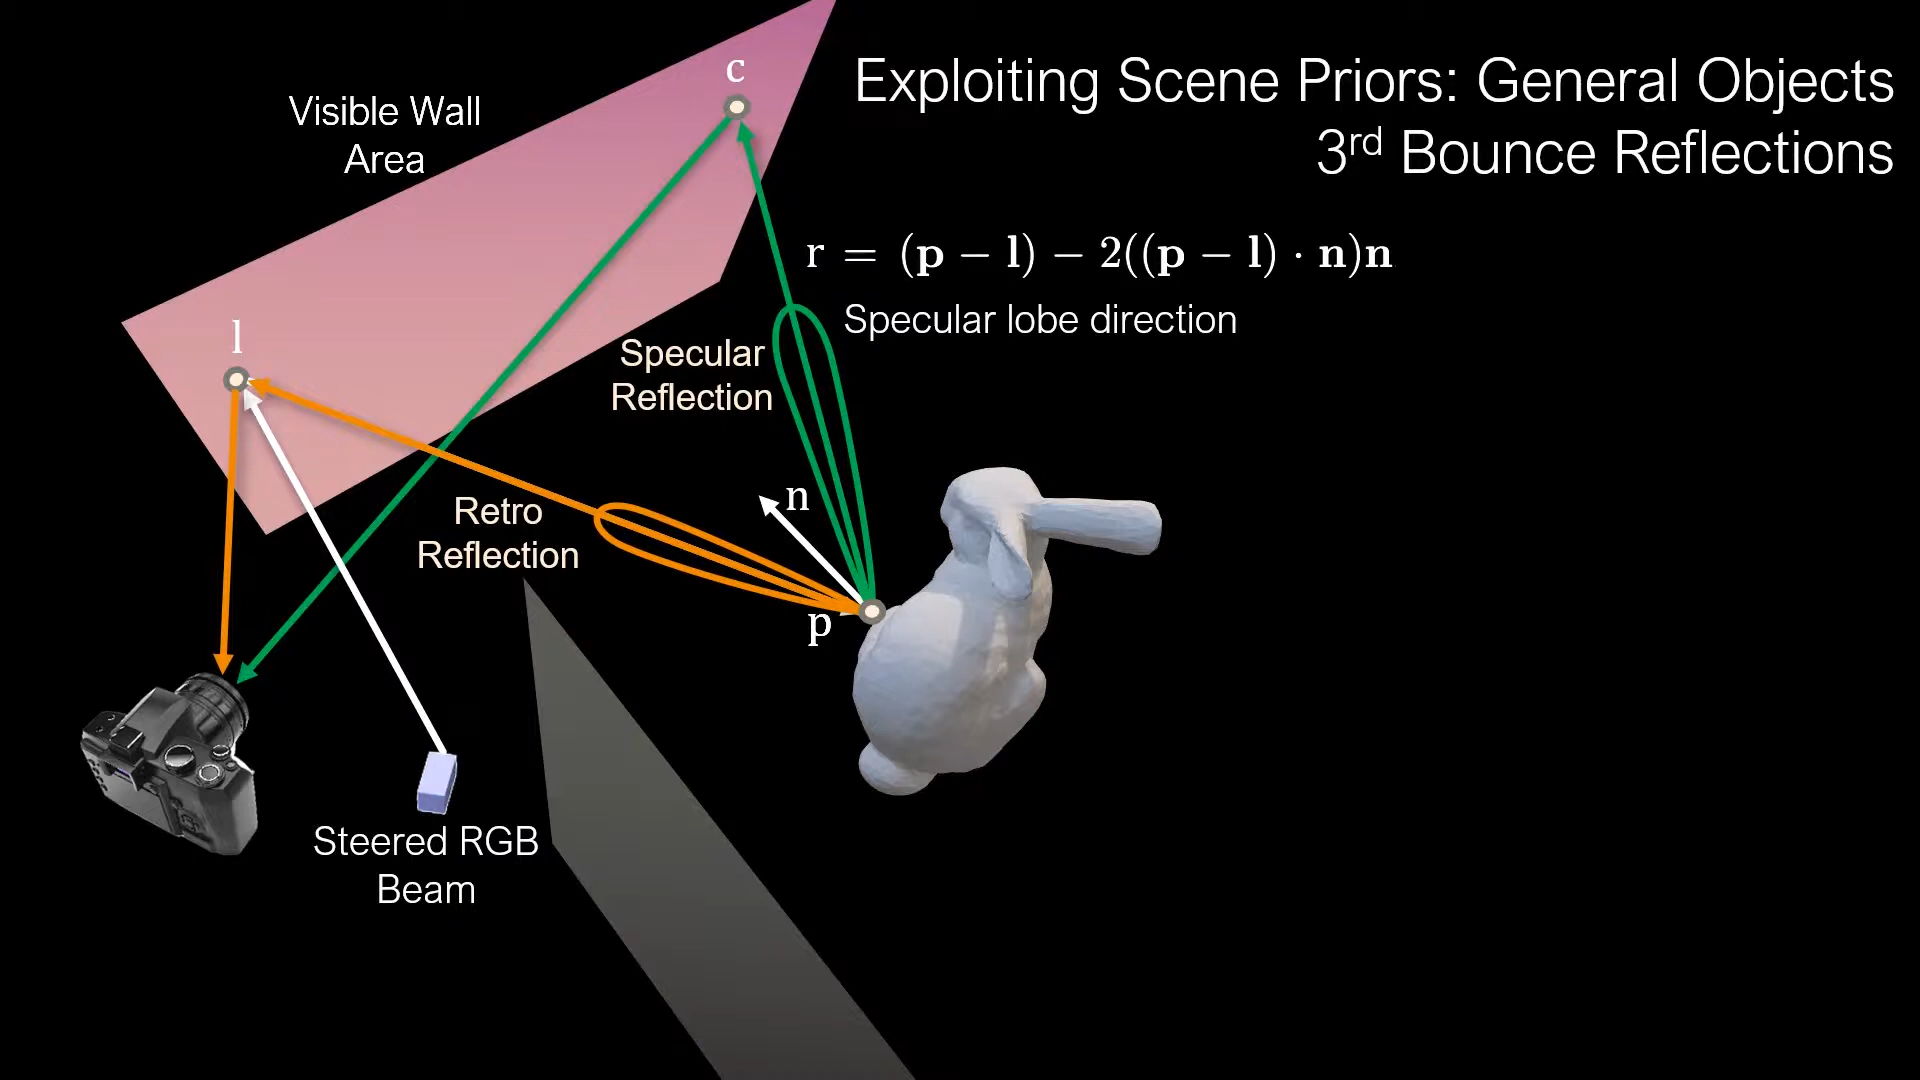 Exploiting Scene Priors: General Objects
3rd Bounce Reflections
Visible Wall
Area
c
r = (p − l) − 2((p − l) · n)n
Specular lobe direction
l
Specular
Reflection
n
Retro
Reflection
p
Steered RGB
Beam